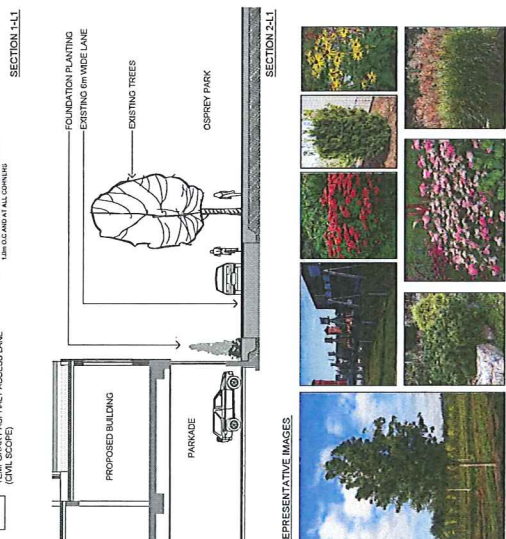 (CIVIL SCOPE)
1.0m O.C AND AT ALL CORNERS
SECTION 1-L1
FOUNDATION PLANTING
EXISTING 6m WIDE LANE
EXISTING TREES
OSPREY PARK
PROPOSED BUILDING
PARKADE
SECTION 2-L1
EPRESENTATIVE IMAGES